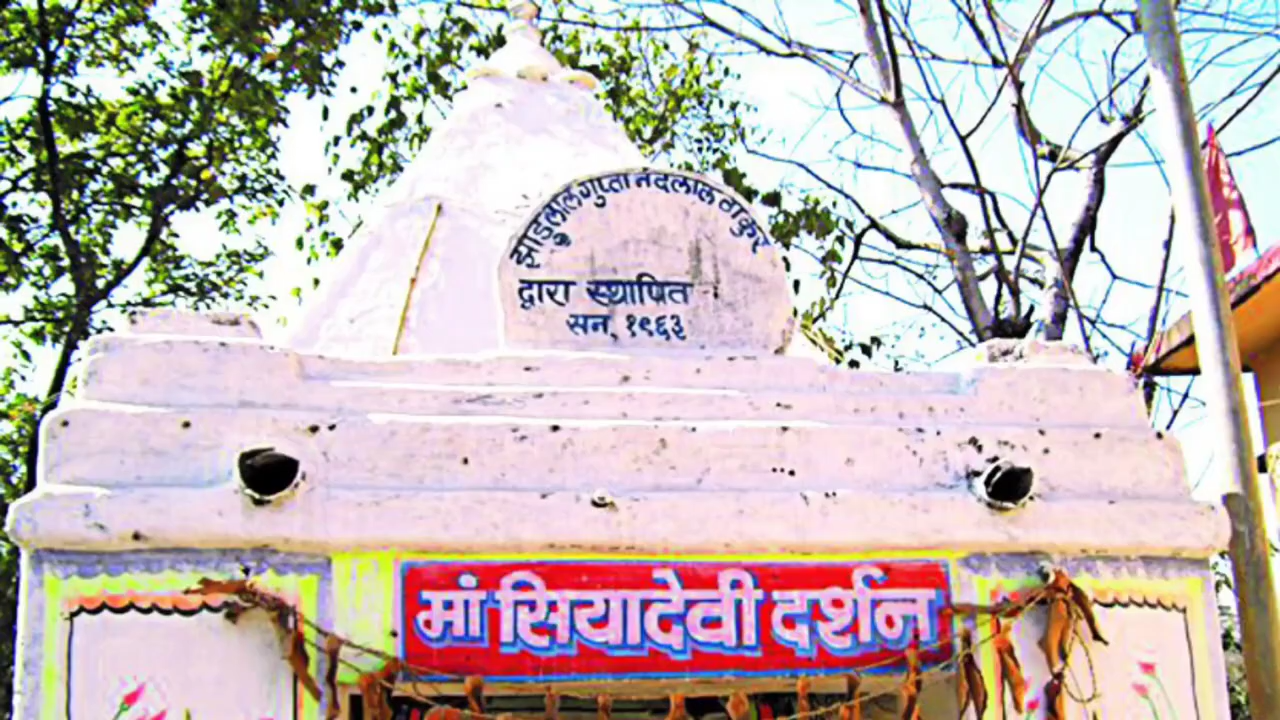 झाडुलाल गुप्ता नंदलाल ठाकुर
द्वारा स्थापित
सन् १९६३
मां सियादेवी दर्शन